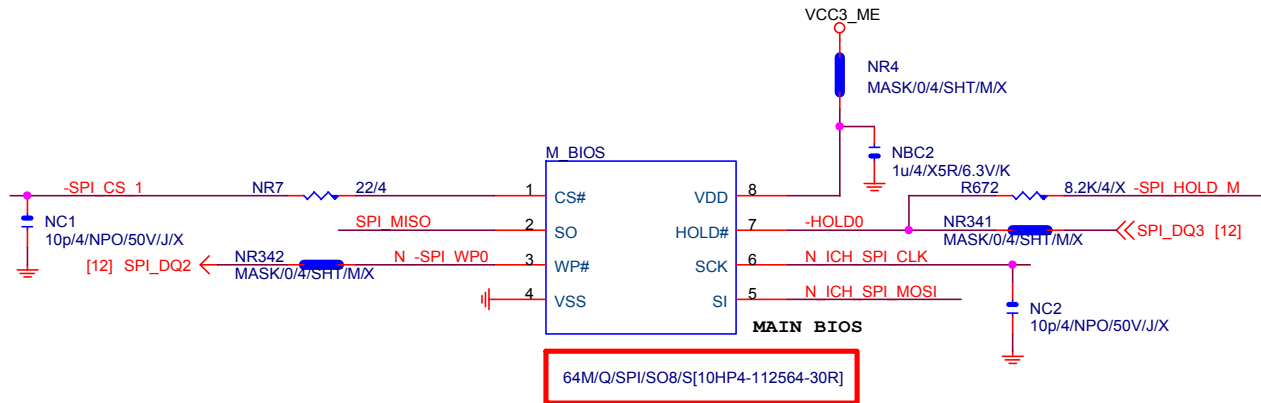 VCC3_ME
NR4
MASK/0/4/SHT/M/X
M_BIOS
NBC2
1u/4/X5R/6.3V/K
-SPI_CS_1
NR7
22/4
1
CS#
VDD
8
R672
8.2K/4/X
-SPI_HOLD_M
NC1
10p/4/NPO/50V/J/X
SPI_MISO
2
SO
HOLD#
7
-HOLD0
NR341
MASK/0/4/SHT/M/X
SPI_DQ3 [12]
[12] SPI_DQ2
NR342
MASK/0/4/SHT/M/X
N_-SPI_WP0
3
WP#
SCK
6
N_ICH_SPI_CLK
4
VSS
SI
5
N_ICH_SPI_MOSI
NC2
10p/4/NPO/50V/J/X
MAIN BIOS
64M/Q/SPI/SO8/S[10HP4-112564-30R]